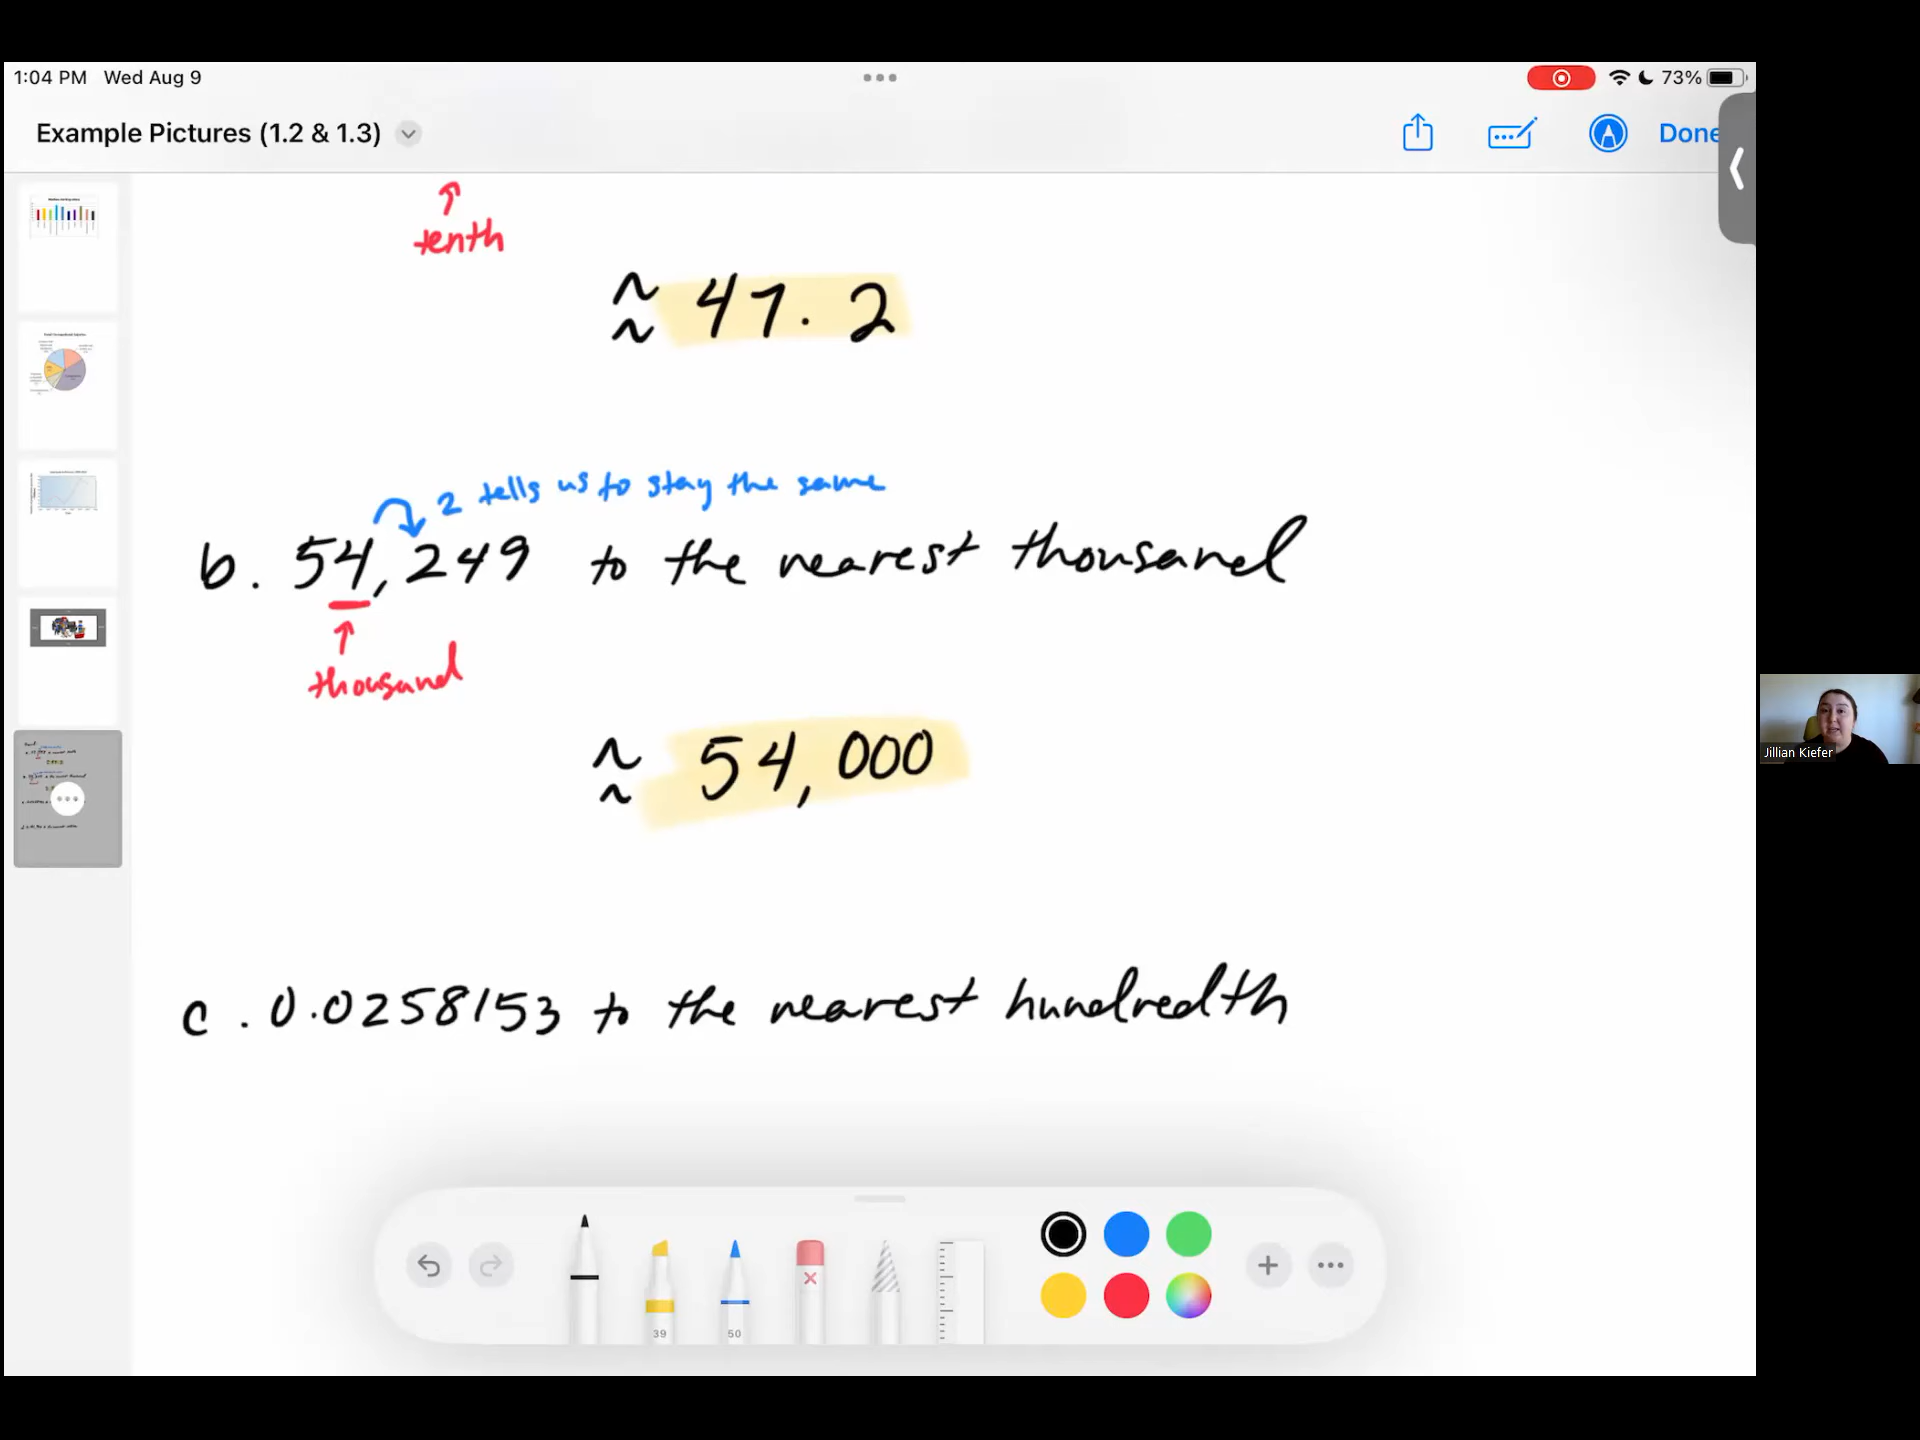 1:04 PM Wed Aug 9
73%
Example Pictures (1.2 & 1.3)
Done
tenth
≈ 47.2
2 tells us to stay the same
b. 54,249 to the nearest thousand
thousand
≈ 54,000
Jillian Kiefer
c. 0.0258153 to the nearest hundredth
39
50